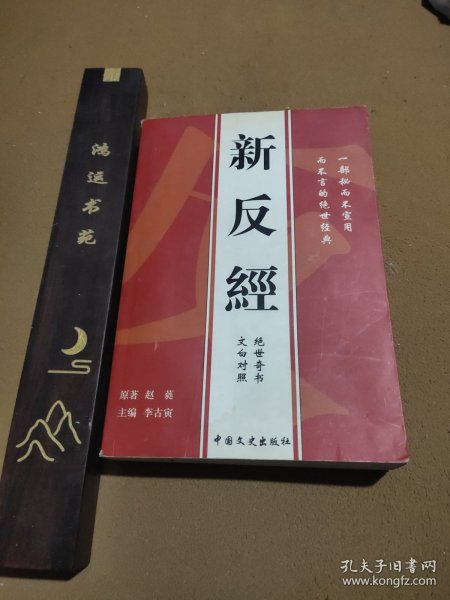 鸿运书苑
新反經
一部秘而不宣用
而不言的绝世经典
绝世奇书
文白对照
原著 赵蕤
主编 李古寅
中国文史出版社
孔夫子旧书网
www.kongfz.com